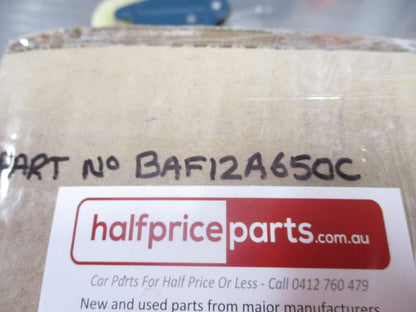 PART NO BAF12A650C
halfpriceparts.com.au
Car Parts For Half Price Or Less - Call 0412 760 479
New and used parts from major manufacturers